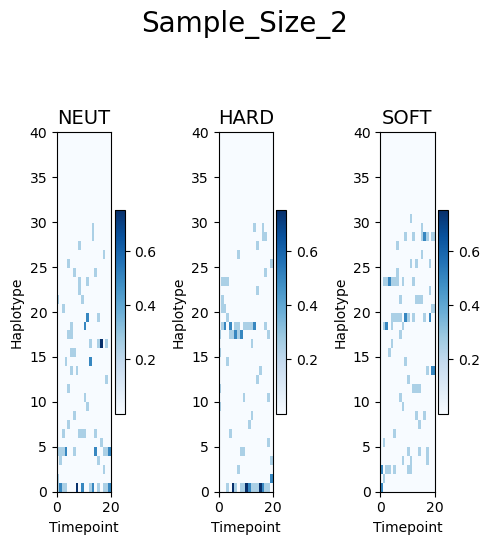 Sample_Size_2
NEUT HARD SOFT
40 40 40
35 35 35
30 30 30
25 25 25
0.6 0.6 0.6
20 20 20
Haplotype Haplotype Haplotype
0.4 0.4 0.4
15 15 15
0.2 0.2 0.2
10 10 10
5 5 5
0 0 0
0 20 0 20 0 20
Timepoint Timepoint Timepoint